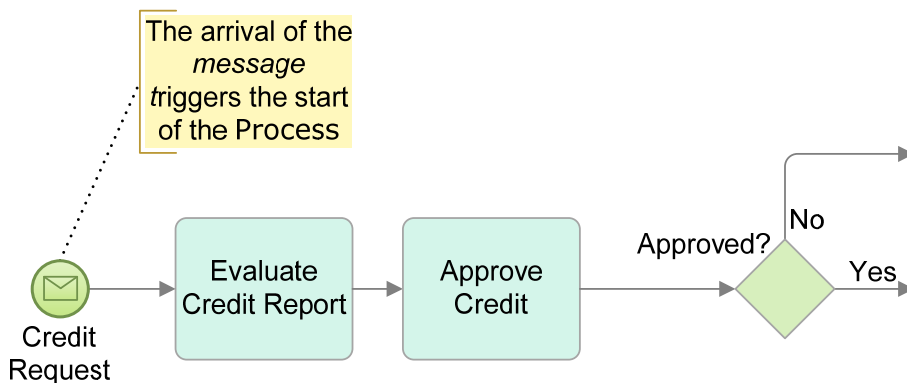 The arrival of the
message
triggers the start
of the Process
Credit
Request
Evaluate
Credit Report
Approve
Credit
Approved?
No
Yes